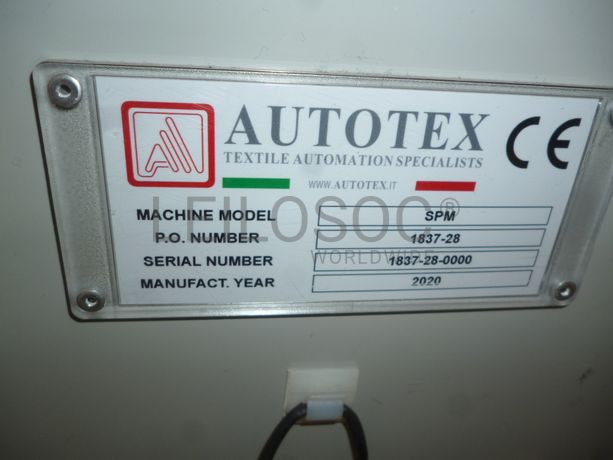 AUTOTEX CE
TEXTILE AUTOMATION SPECIALISTS
WWW.AUTOTEX.IT
MACHINE MODEL SPM
P.O. NUMBER 1837-28
SERIAL NUMBER 1837-28-0000
MANUFACT. YEAR 2020
LEILOSOC®
WORLDWIDE